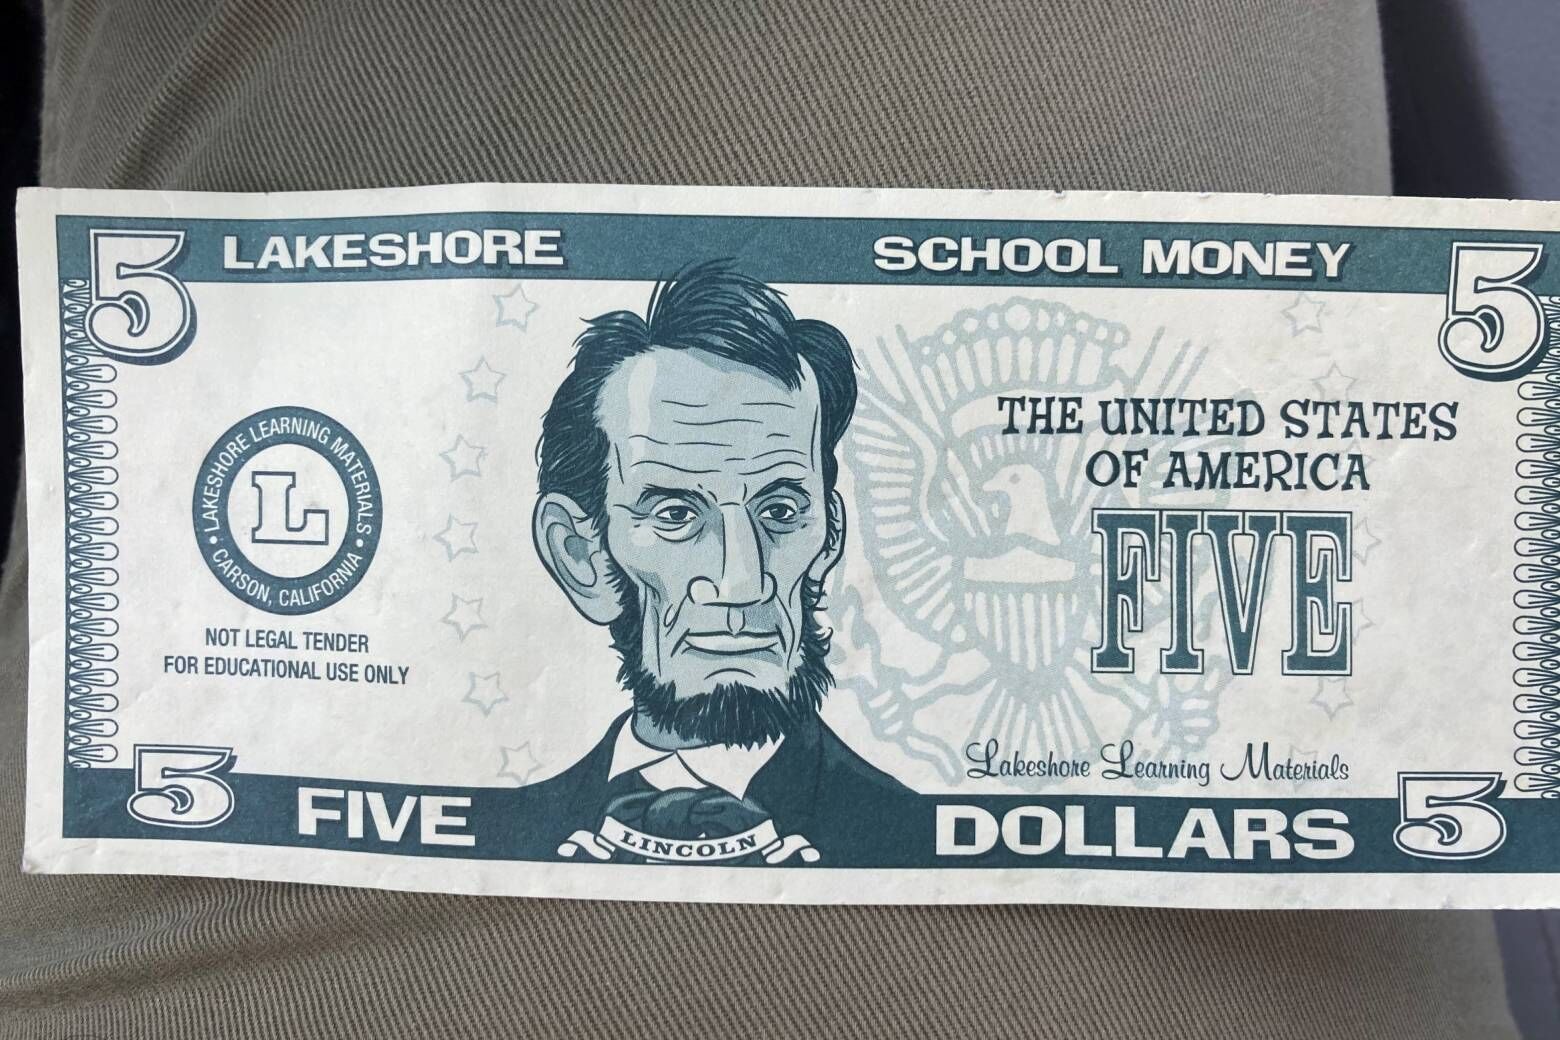 5 LAKESHORE SCHOOL MONEY 5
LAKESHORE LEARNING MATERIALS
L
• CARSON, CALIFORNIA •
NOT LEGAL TENDER
FOR EDUCATIONAL USE ONLY
THE UNITED STATES
OF AMERICA
FIVE
Lakeshore Learning Materials
5 FIVE LINCOLN DOLLARS 5